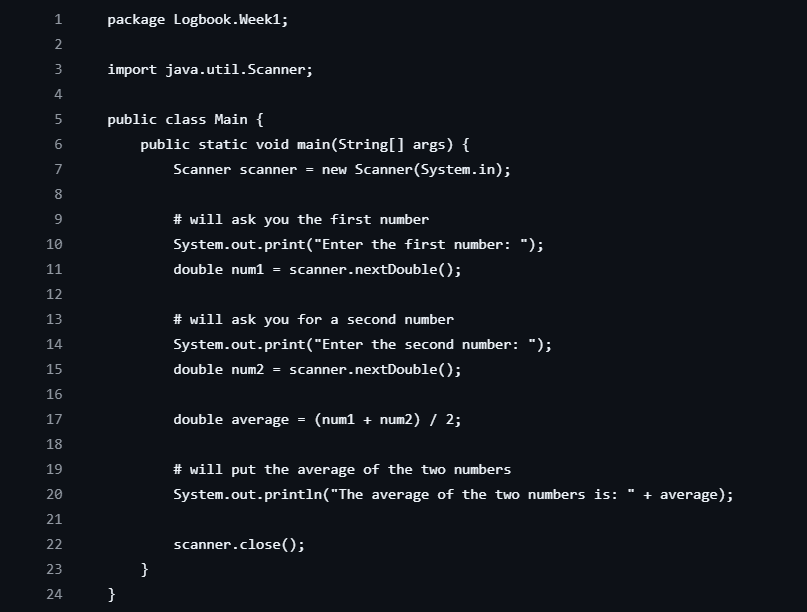 1 package Logbook.Week1;
2
3 import java.util.Scanner;
4
5 public class Main {
6     public static void main(String[] args) {
7         Scanner scanner = new Scanner(System.in);
8
9         # will ask you the first number
10         System.out.print("Enter the first number: ");
11         double num1 = scanner.nextDouble();
12
13         # will ask you for a second number
14         System.out.print("Enter the second number: ");
15         double num2 = scanner.nextDouble();
16
17         double average = (num1 + num2) / 2;
18
19         # will put the average of the two numbers
20         System.out.println("The average of the two numbers is: " + average);
21
22         scanner.close();
23     }
24 }